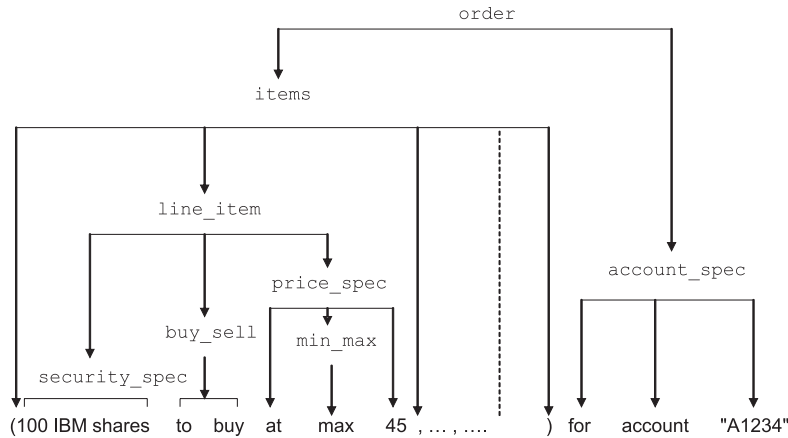 order
items
line_item
price_spec
account_spec
buy_sell
min_max
security_spec
(100 IBM shares to buy at max 45 , ... , .... ) for account "A1234"